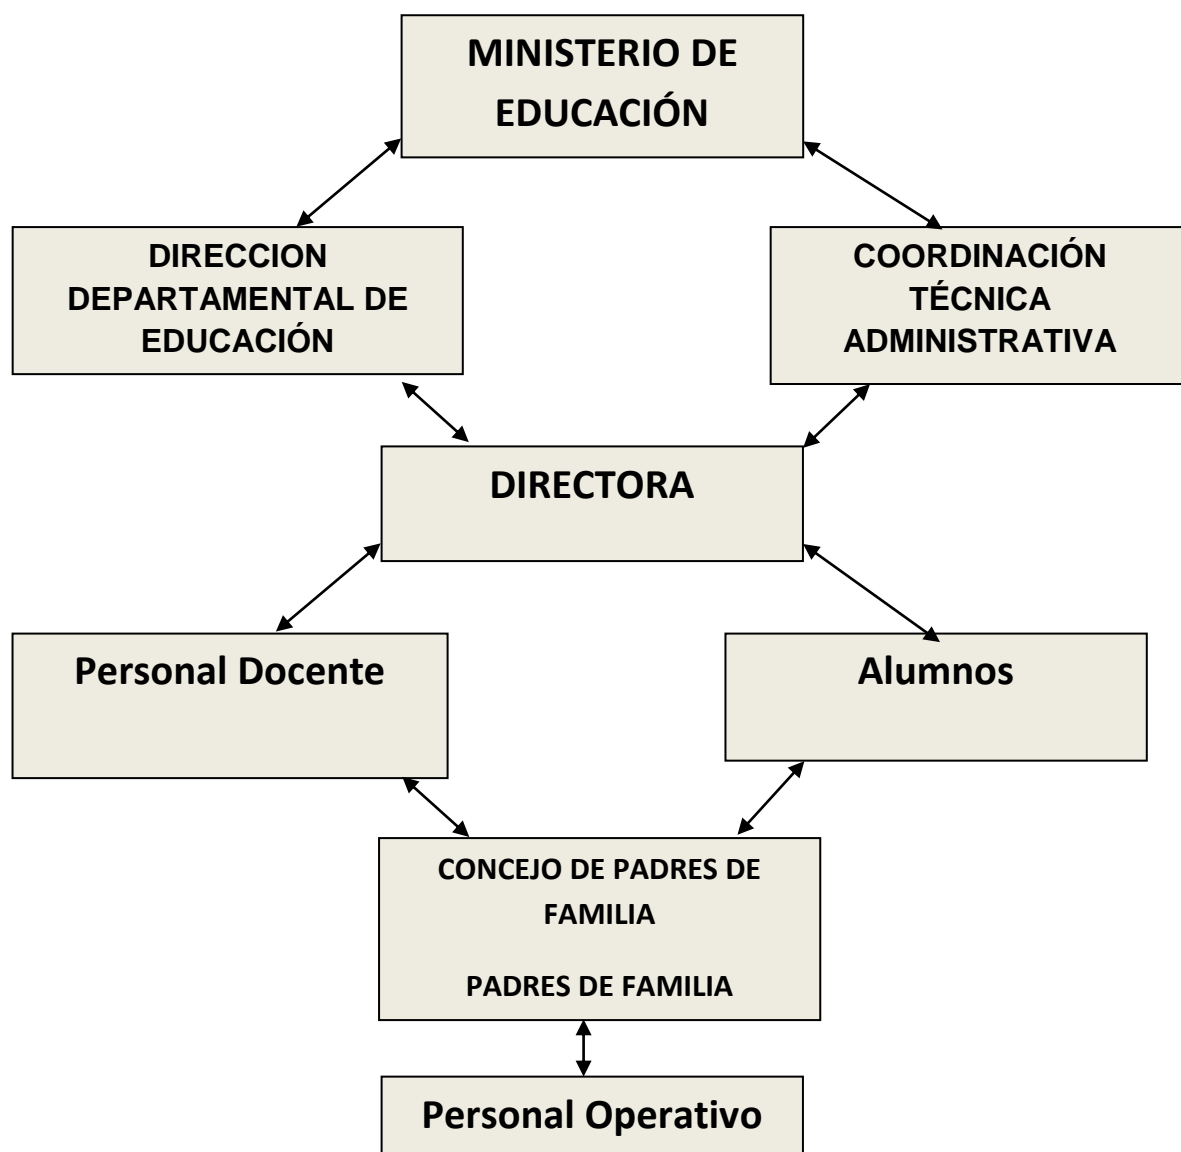 MINISTERIO DE
EDUCACIÓN
DIRECCION
DEPARTAMENTAL DE
EDUCACIÓN
COORDINACIÓN
TÉCNICA
ADMINISTRATIVA
DIRECTORA
Personal Docente
Alumnos
CONCEJO DE PADRES DE
FAMILIA
PADRES DE FAMILIA
Personal Operativo